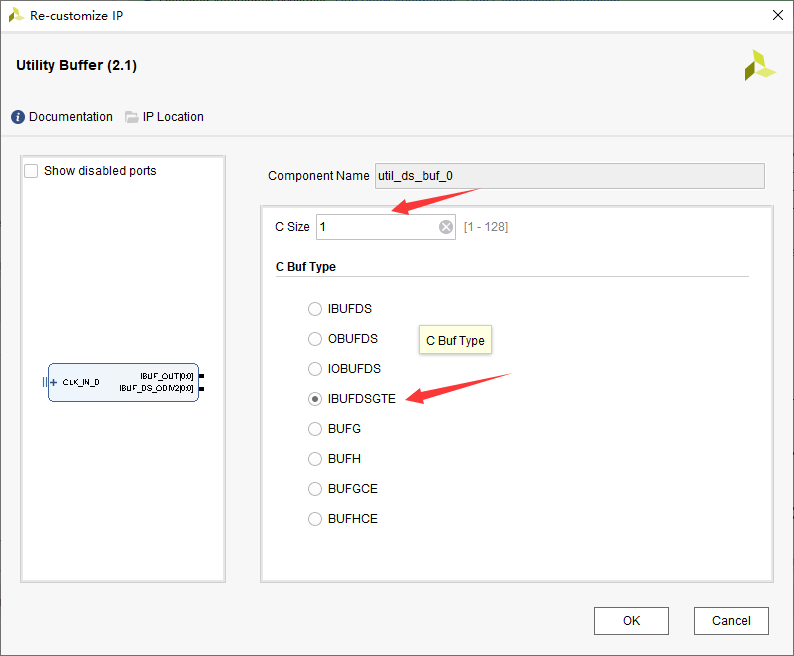 Re-customize IP
Utility Buffer (2.1)
Documentation IP Location
Show disabled ports
Component Name util_ds_buf_0
C Size 1 [1 - 128]
C Buf Type
IBUFDS
OBUFDS
C Buf Type
IOBUFDS
CLK_IN_D
IBUF_OUT[0:0]
IBUF_DS_ODIV2[0:0]
IBUFDSGTE
BUFG
BUFH
BUFGCE
BUFHCE
OK Cancel